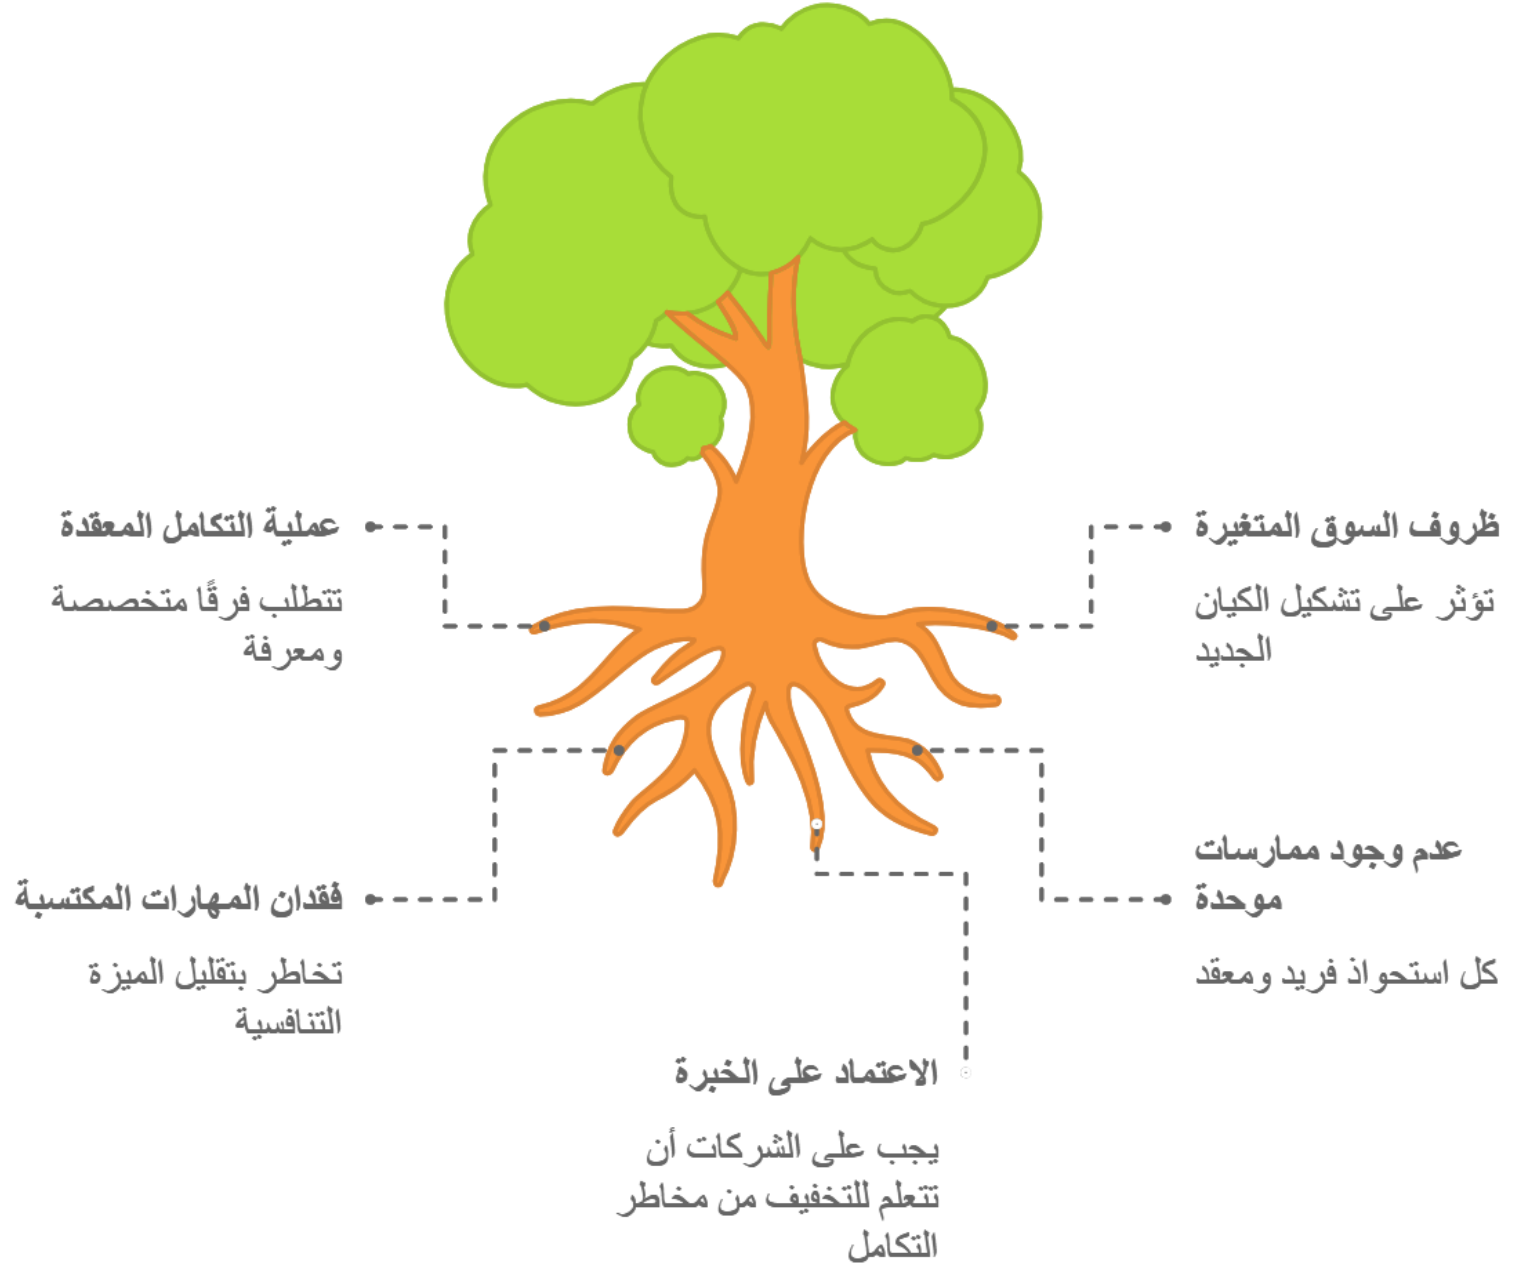 ظروف السوق المتغيرة
تؤثر على تشكيل الكيان
الجديد
عملية التكامل المعقدة
تتطلب فرقًا متخصصة
ومعرفة
عدم وجود ممارسات
موحدة
كل استحواذ فريد ومعقد
فقدان المهارات المكتسبة
تخاطر بتقليل الميزة
التنافسية
الاعتماد على الخبرة
يجب على الشركات أن
تتعلم للتخفيف من مخاطر
التكامل